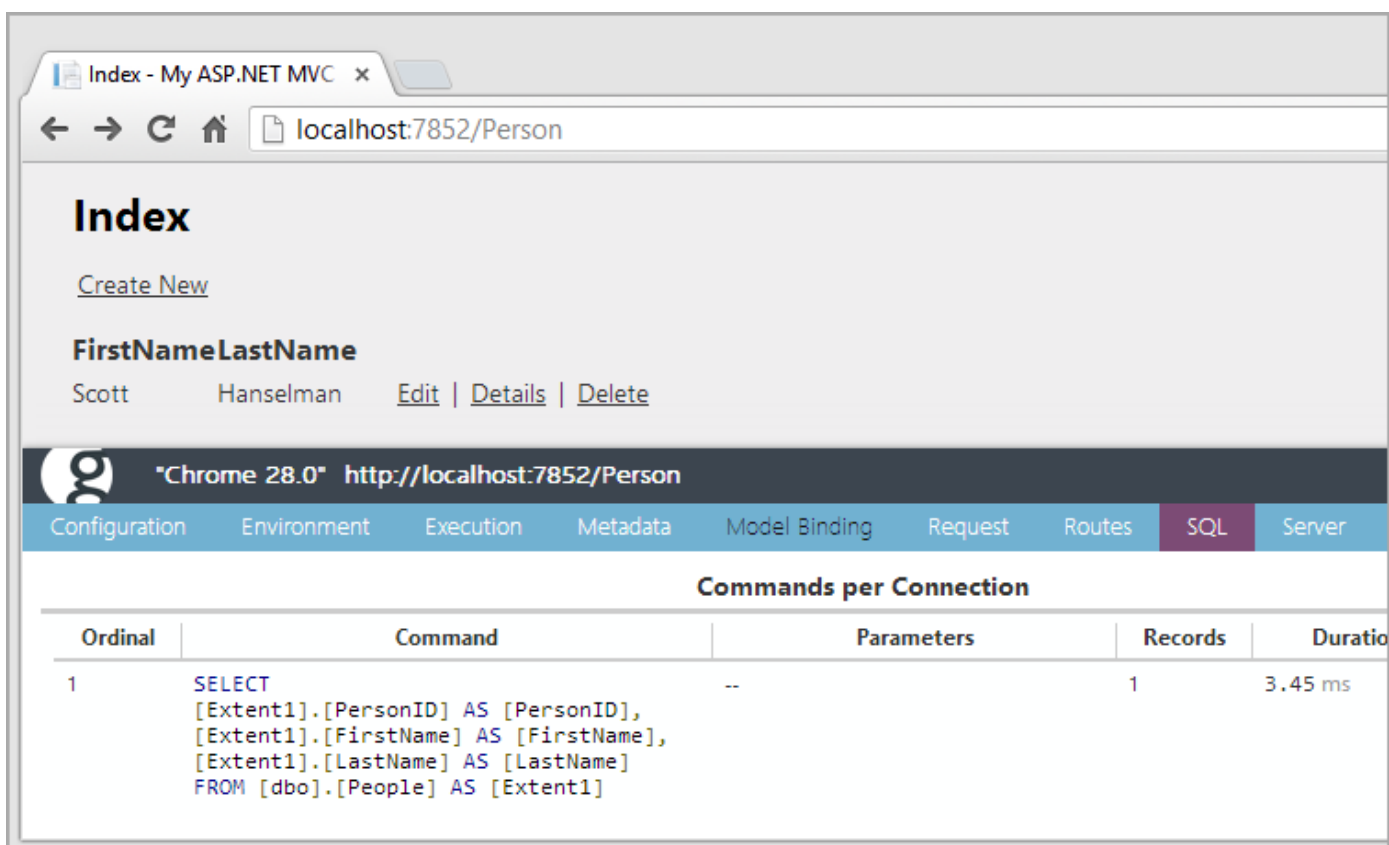 Index - My ASP.NET MVC ×
localhost:7852/Person
Index
Create New
FirstName LastName
Scott Hanselman Edit | Details | Delete
g "Chrome 28.0" http://localhost:7852/Person
Configuration Environment Execution Metadata Model Binding Request Routes SQL Server
Commands per Connection
Ordinal Command Parameters Records Duratio
1 SELECT -- 1 3.45 ms
[Extent1].[PersonID] AS [PersonID],
[Extent1].[FirstName] AS [FirstName],
[Extent1].[LastName] AS [LastName]
FROM [dbo].[People] AS [Extent1]